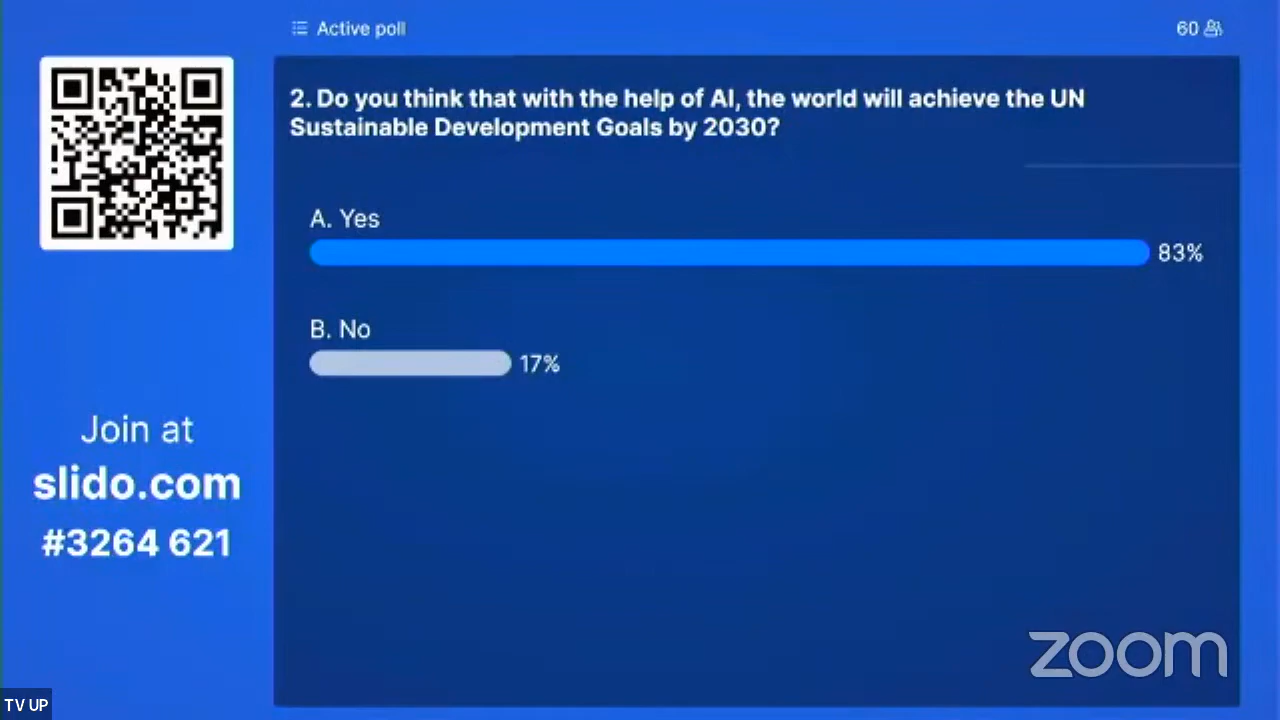 Active poll
60
2. Do you think that with the help of AI, the world will achieve the UN
Sustainable Development Goals by 2030?
A. Yes
83%
B. No
17%
Join at
slido.com
#3264 621
zoom
TV UP